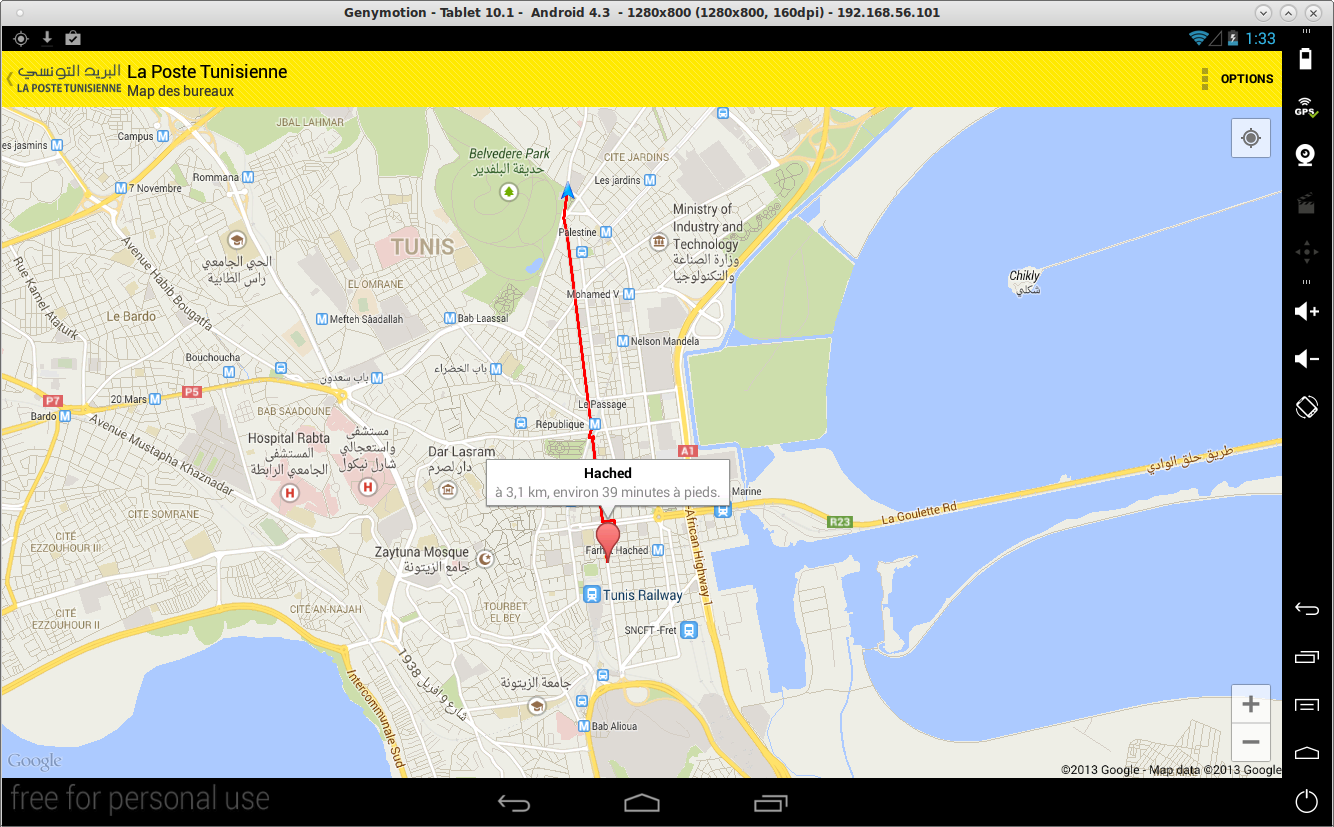 Genymotion - Tablet 10.1 - Android 4.3 - 1280x800 (1280x800, 160dpi) - 192.168.56.101
1:33
البريد التونسي
LA POSTE TUNISIENNE
La Poste Tunisienne
Map des bureaux
OPTIONS
GPS
JBAL LAHMAR
Campus
es jasmins
Belvedere Park
حديقة البلفدير
CITE JARDINS
Les jardins
Rommana
7 Novembre
Ministry of
Industry and
Technology
وزارة الصناعة
والتكنولوجيا
Palestine
TUNIS
Avenue Habib Bougatfa
الحي الجامعي
راس الطابية
Rue Kamel Ataturk
Chikly
شكلي
EL OMRANE
Mohamed V
Le Bardo
Mefteh Sâadallah
Bab Laassal
Nelson Mandela
Bouchoucha
باب سعدون
باب الخضراء
P5
P7
20 Mars
Bardo
BAB SAADOUNE
Le Passage
République
Avenue Mustapha Khaznadar
Hospital Rabta
المستشفى
الجامعي الرابطة
H
مستشفى
واستعجالي
شارل نيكول
H
Dar Lasram
دار لصرم
A1
طريق حلق الوادي
Hached
à 3,1 km, environ 39 minutes à pieds.
Marine
La Goulette Rd
R23
CITE SOMRANE
CITÉ
EZZOUHOUR III
Zaytuna Mosque
جامع الزيتونة
Farhat Hached
-African Highway 1
Tunis Railway
CITÉ
EZZOUHOUR II
CITÉ AN-NAJAH
TOURBET
EL BEY
SNCFT -Fret
شارع 9 افريل 1938
جامعة الزيتونة
Intercommunale Sud
Bab Alioua
Google
©2013 Google - Map data ©2013 Google
free for personal use